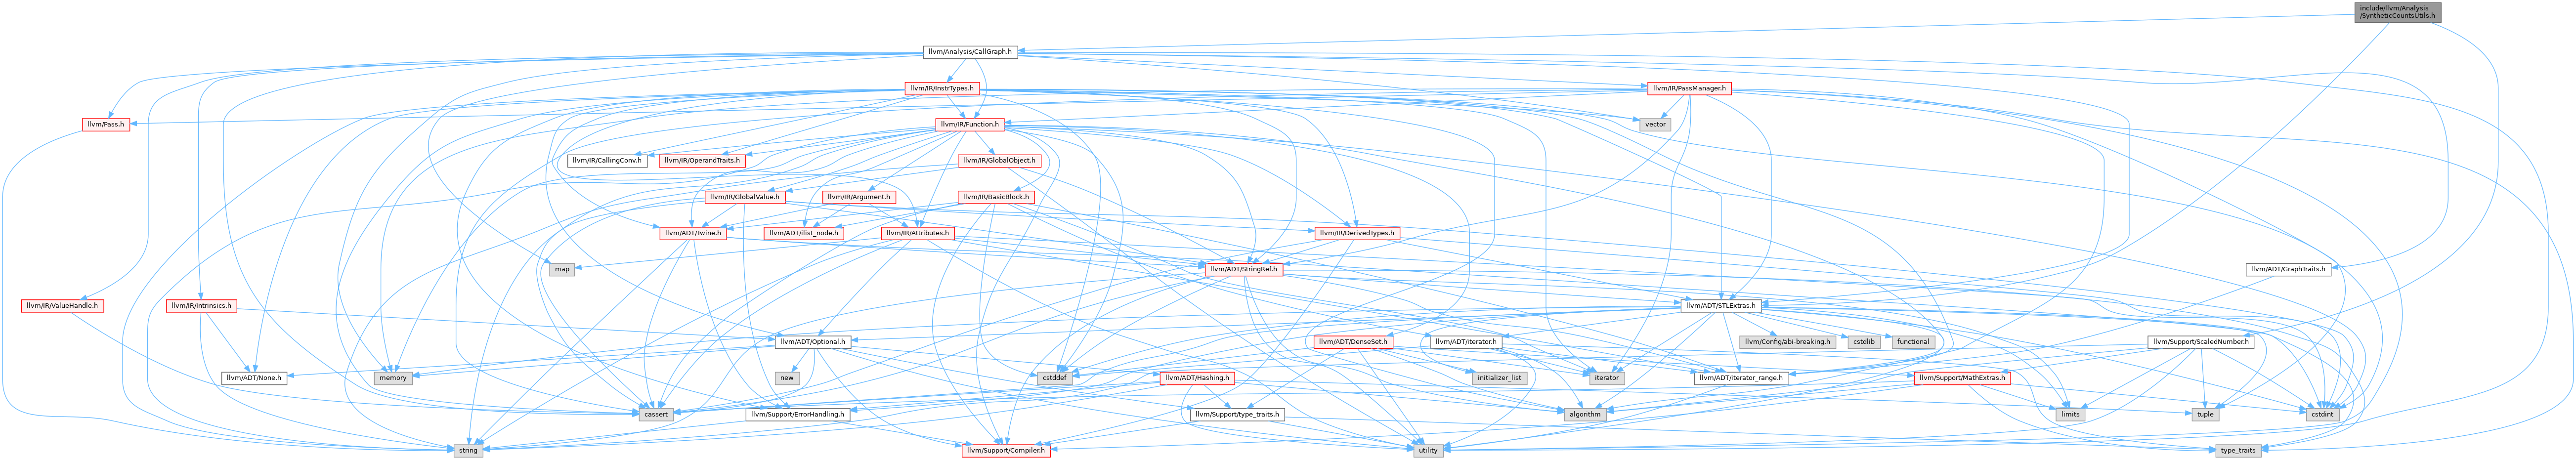 include/llvm/Analysis
/SyntheticCountsUtils.h
llvm/Analysis/CallGraph.h
llvm/IR/InstrTypes.h
llvm/IR/PassManager.h
llvm/Pass.h
llvm/IR/Function.h
vector
llvm/IR/CallingConv.h
llvm/IR/OperandTraits.h
llvm/IR/GlobalObject.h
llvm/IR/GlobalValue.h
llvm/IR/Argument.h
llvm/IR/BasicBlock.h
llvm/ADT/Twine.h
llvm/ADT/ilist_node.h
llvm/IR/Attributes.h
llvm/IR/DerivedTypes.h
map
llvm/ADT/StringRef.h
llvm/ADT/GraphTraits.h
llvm/IR/ValueHandle.h
llvm/IR/Intrinsics.h
llvm/ADT/STLExtras.h
llvm/ADT/Optional.h
llvm/ADT/DenseSet.h
llvm/ADT/iterator.h
llvm/Config/abi-breaking.h
cstdlib
functional
llvm/Support/ScaledNumber.h
llvm/ADT/None.h
memory
new
llvm/ADT/Hashing.h
cstddef
initializer_list
iterator
llvm/ADT/iterator_range.h
llvm/Support/MathExtras.h
cassert
llvm/Support/ErrorHandling.h
llvm/Support/type_traits.h
algorithm
limits
tuple
cstdint
string
llvm/Support/Compiler.h
utility
type_traits